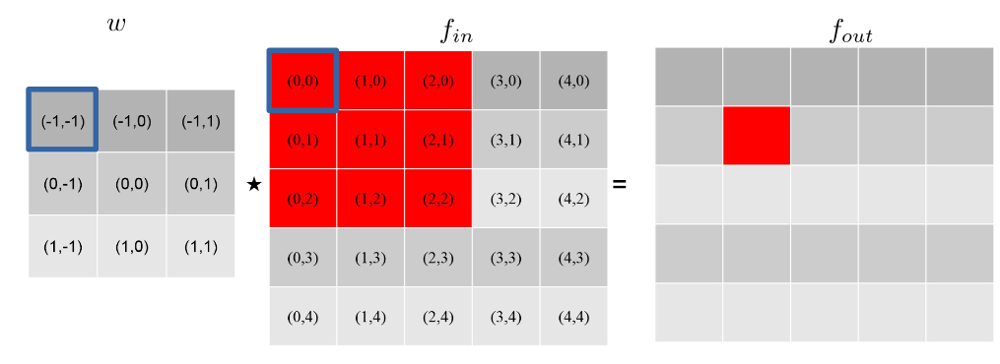 w
f_in
f_out
(-1,-1) (-1,0) (-1,1)
(0,-1) (0,0) (0,1)
(1,-1) (1,0) (1,1)
★
(0,0) (1,0) (2,0) (3,0) (4,0)
(0,1) (1,1) (2,1) (3,1) (4,1)
(0,2) (1,2) (2,2) (3,2) (4,2)
(0,3) (1,3) (2,3) (3,3) (4,3)
(0,4) (1,4) (2,4) (3,4) (4,4)
=